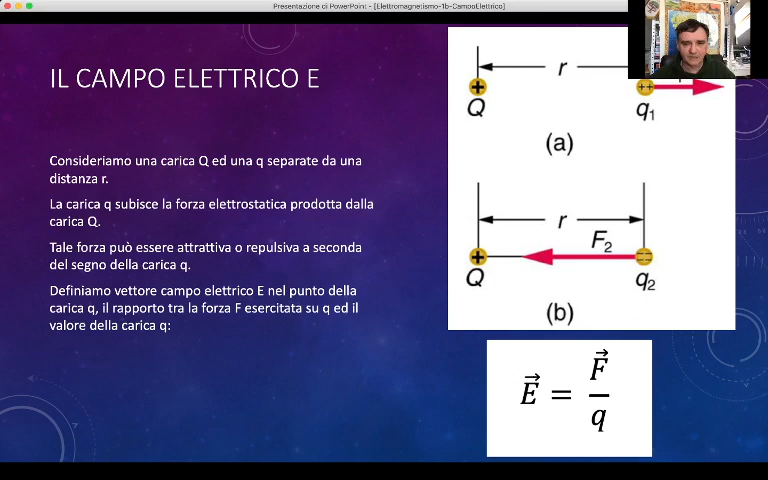 Presentazione di PowerPoint - [Elettromagnetismo-1b-CampoElettrico]
IL CAMPO ELETTRICO E
Consideriamo una carica Q ed una q separate da una
distanza r.
La carica q subisce la forza elettrostatica prodotta dalla
carica Q.
Tale forza può essere attrattiva o repulsiva a seconda
del segno della carica q.
Definiamo vettore campo elettrico E nel punto della
carica q, il rapporto tra la forza F esercitata su q ed il
valore della carica q:
r
+ ++
Q q₁
(a)
r
F₂
+ −−
Q q₂
(b)
E⃗ = F⃗ / q